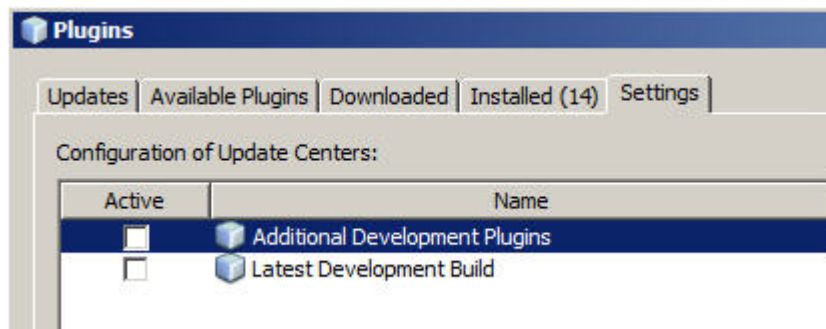 Plugins
Updates Available Plugins Downloaded Installed (14) Settings
Configuration of Update Centers:
Active Name
Additional Development Plugins
Latest Development Build